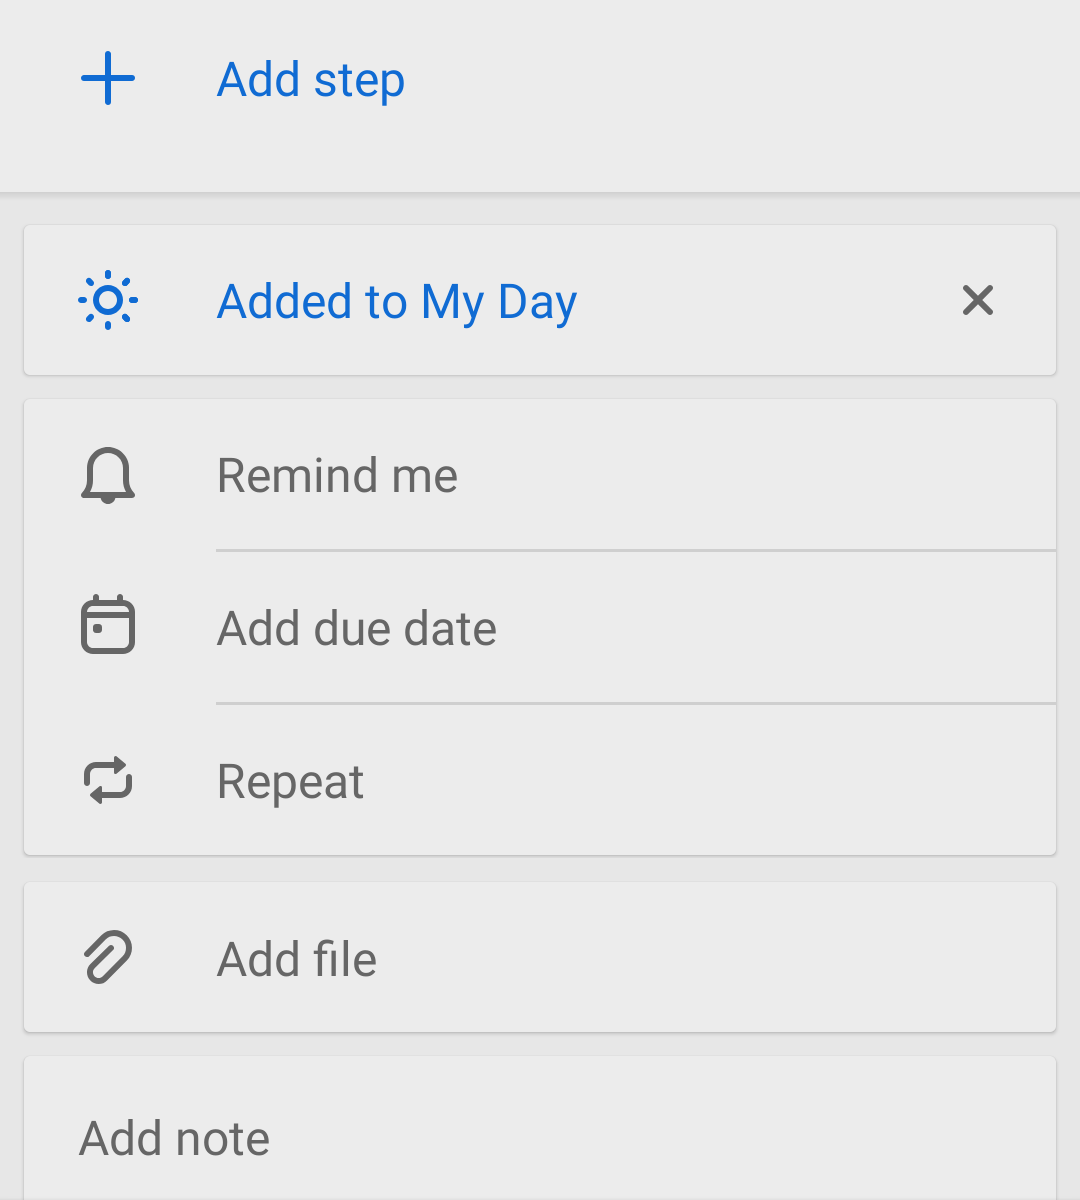 Add step
Added to My Day
Remind me
Add due date
Repeat
Add file
Add note